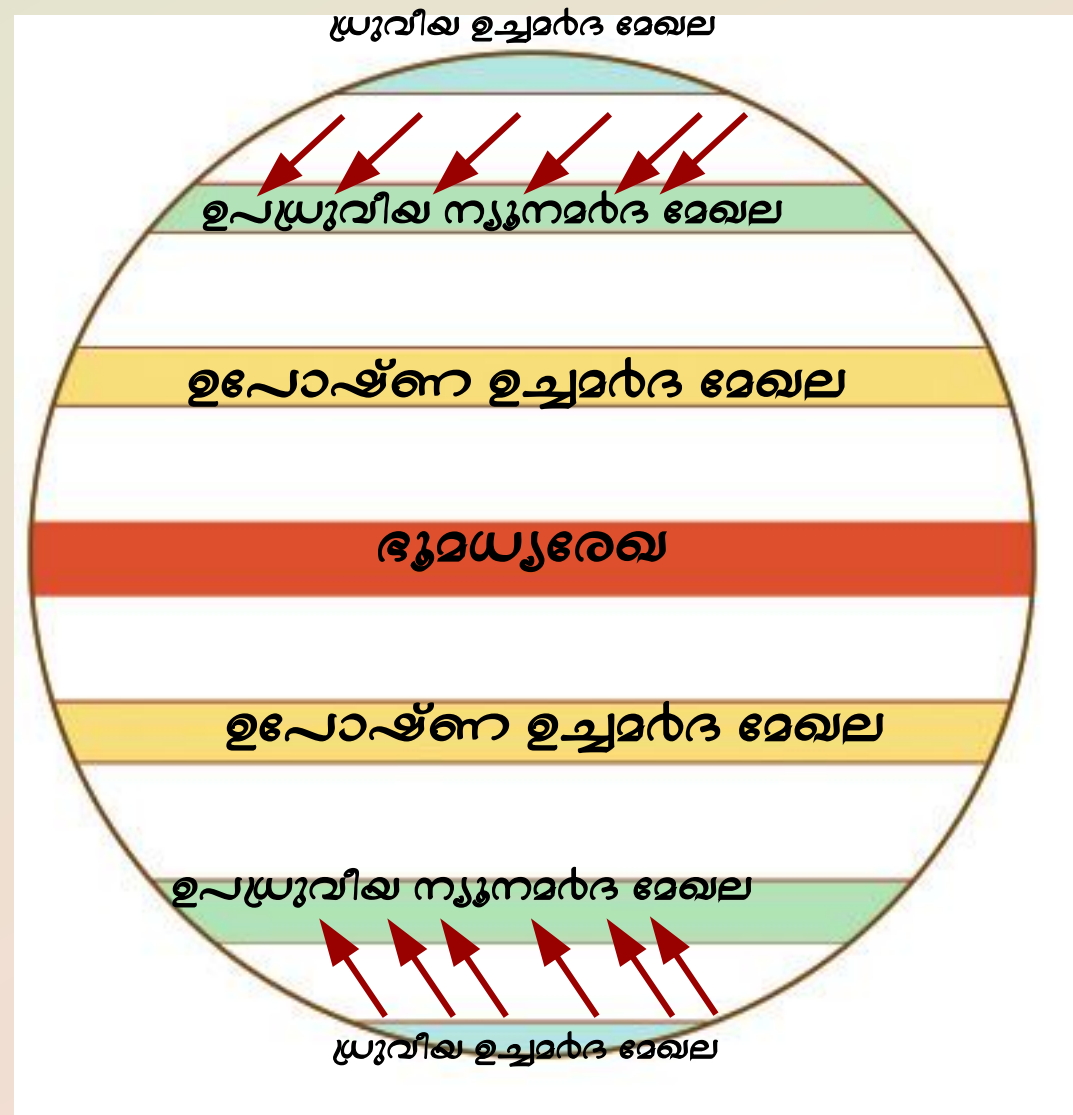 ധ്രുവീയ ഉച്ചമർദ മേഖല
ഉപധ്രുവീയ ന്യൂനമർദ മേഖല
ഉപോഷ്ണ ഉച്ചമർദ മേഖല
ഭൂമധ്യരേഖ
ഉപോഷ്ണ ഉച്ചമർദ മേഖല
ഉപധ്രുവീയ ന്യൂനമർദ മേഖല
ധ്രുവീയ ഉച്ചമർദ മേഖല